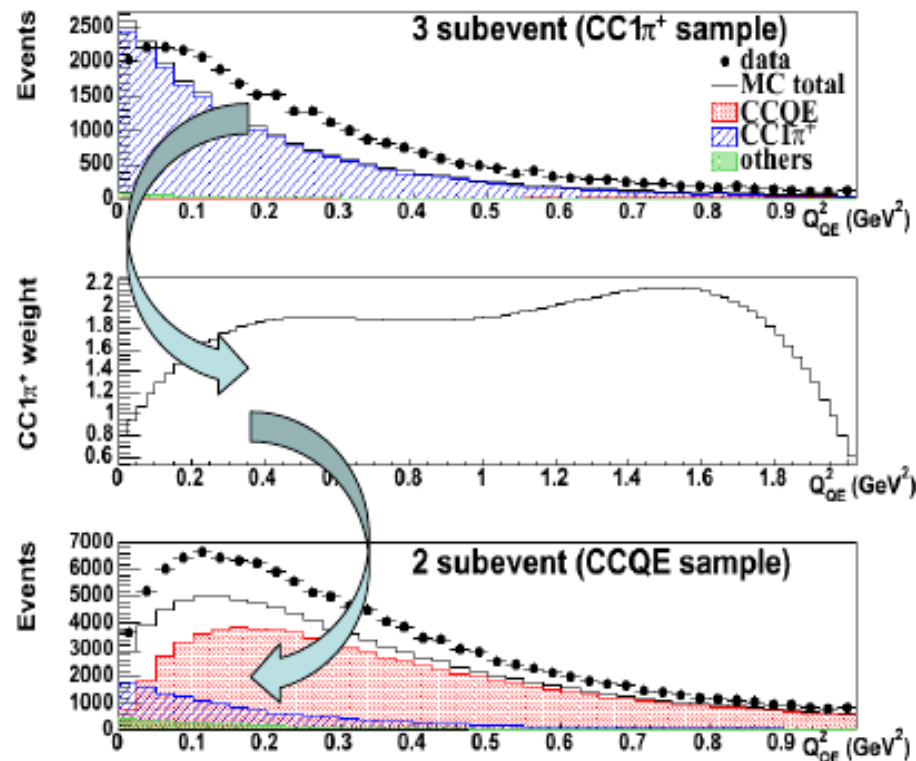 3 subevent (CC1π⁺ sample)
data
MC total
CCQE
CC1π⁺
others
Events
2500
2000
1500
1000
500
0
0 0.1 0.2 0.3 0.4 0.5 0.6 0.7 0.8 0.9
Q²QE (GeV²)
CC1π⁺ weight
2.2
2
1.8
1.6
1.4
1.2
1
0.8
0.6
0 0.2 0.4 0.6 0.8 1 1.2 1.4 1.6 1.8
Q²QE (GeV²)
2 subevent (CCQE sample)
Events
7000
6000
5000
4000
3000
2000
1000
0
0 0.1 0.2 0.3 0.4 0.5 0.6 0.7 0.8 0.9
Q²QE (GeV²)